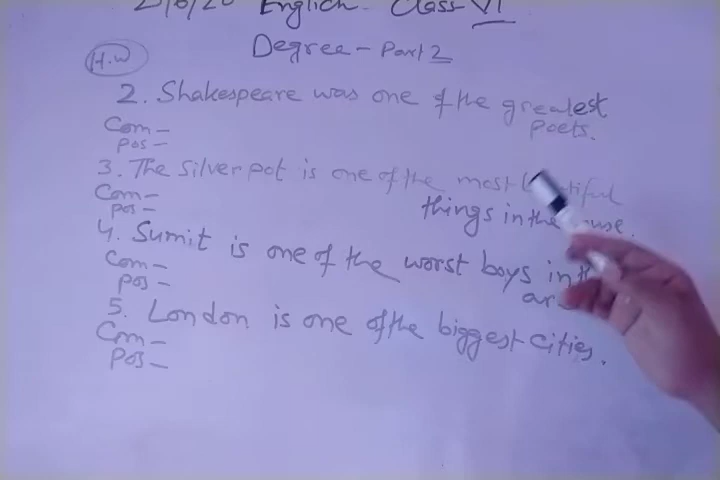 English. Class-VI
Degree - Part 2
H.W
2. Shakespeare was one of the greatest
poets.
Com-
Pos-
3. The Silver pot is one of the most
things in the
Com-
Pos-
4. Sumit is one of the worst boys in
Com-
Pos-
5. London is one of the biggest cities.
Com-
Pos-